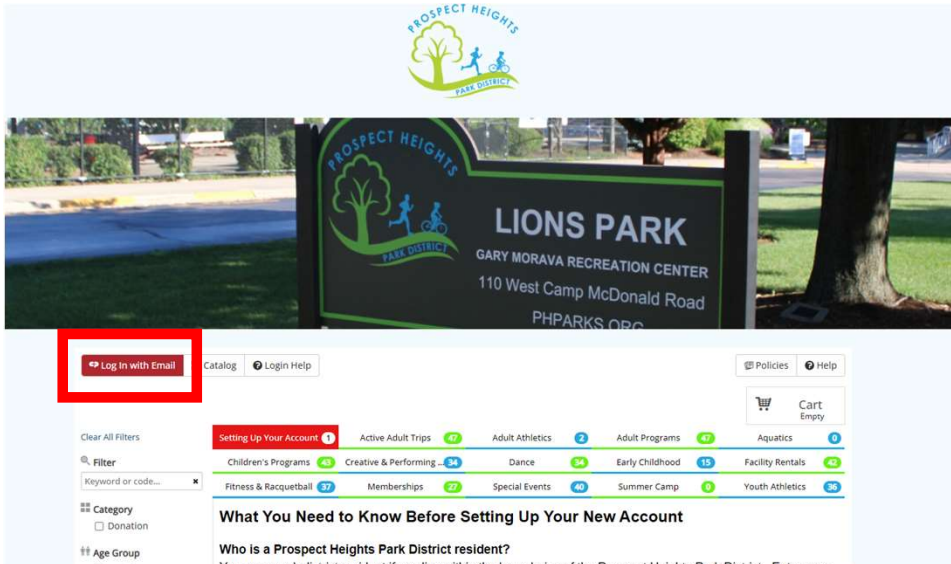 PROSPECT HEIGHTS
PARK DISTRICT
PROSPECT HEIGHTS
PARK DISTRICT
LIONS PARK
GARY MORAVA RECREATION CENTER
110 West Camp McDonald Road
PHPARKS.ORG
Log In with Email Catalog Login Help Policies Help
Cart
Empty
Clear All Filters
Setting Up Your Account 1 Active Adult Trips 47 Adult Athletics 2 Adult Programs 47 Aquatics 0
Filter
Children's Programs 43 Creative & Performing ... 34 Dance 34 Early Childhood 15 Facility Rentals 42
Keyword or code...
Fitness & Racquetball 37 Memberships 27 Special Events 40 Summer Camp 0 Youth Athletics 36
Category
Donation
What You Need to Know Before Setting Up Your New Account
Age Group
Who is a Prospect Heights Park District resident?